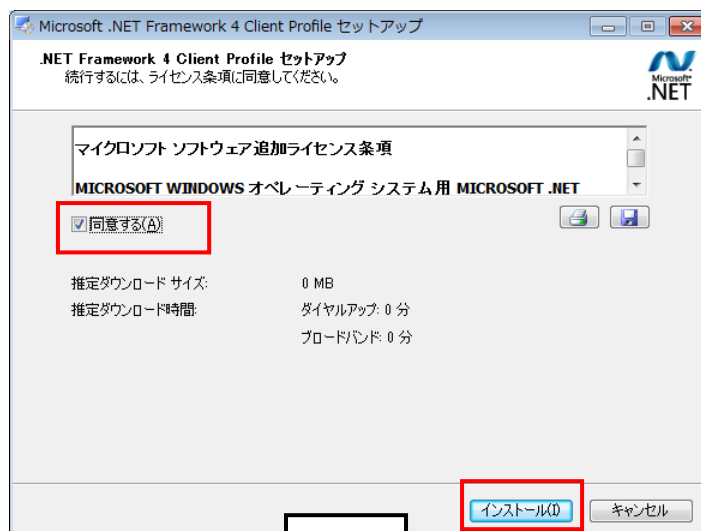 Microsoft .NET Framework 4 Client Profile セットアップ
.NET Framework 4 Client Profile セットアップ
続行するには、ライセンス条項に同意してください。
Microsoft
.NET
マイクロソフト ソフトウェア追加ライセンス条項
MICROSOFT WINDOWS オペレーティング システム用 MICROSOFT .NET
同意する(A)
推定ダウンロード サイズ: 0 MB
推定ダウンロード時間: ダイヤルアップ: 0 分
ブロードバンド: 0 分
インストール(I) キャンセル